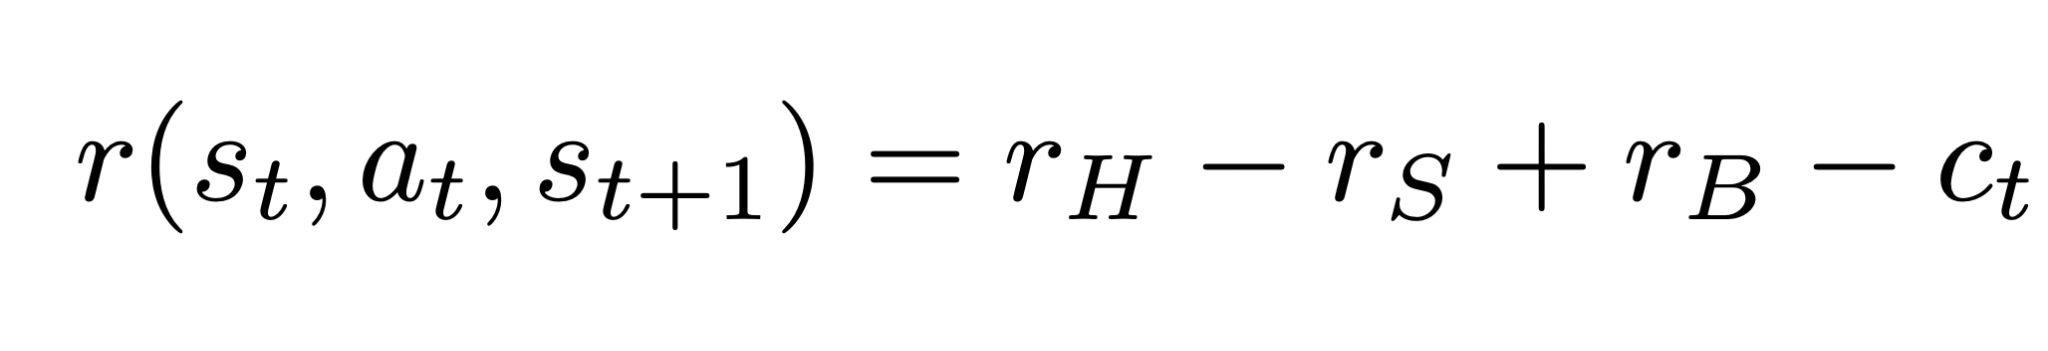 r(s_t, a_t, s_{t+1}) = r_H − r_S + r_B − c_t